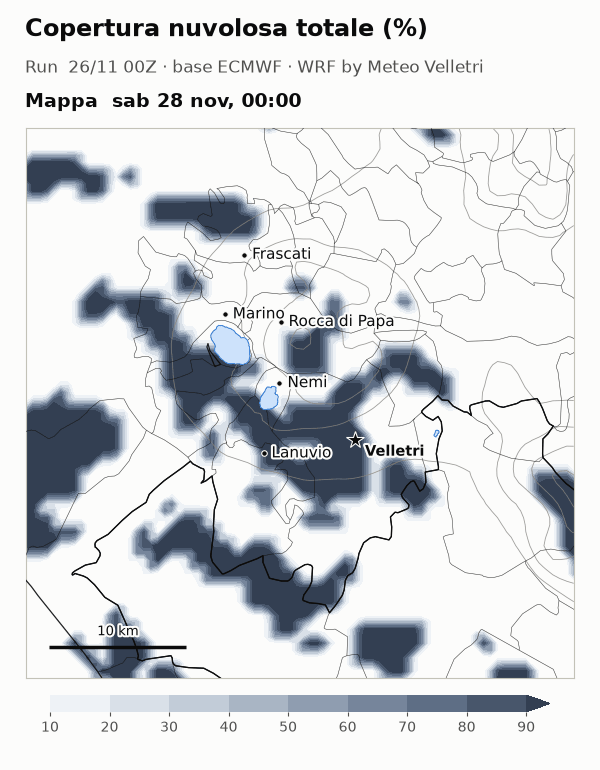 Copertura nuvolosa totale (%)
Run  26/11 00Z · base ECMWF · WRF by Meteo Velletri
Mappa  sab 28 nov, 00:00
Frascati
Marino
Rocca di Papa
Nemi
Velletri
Lanuvio
10 km
10 20 30 40 50 60 70 80 90